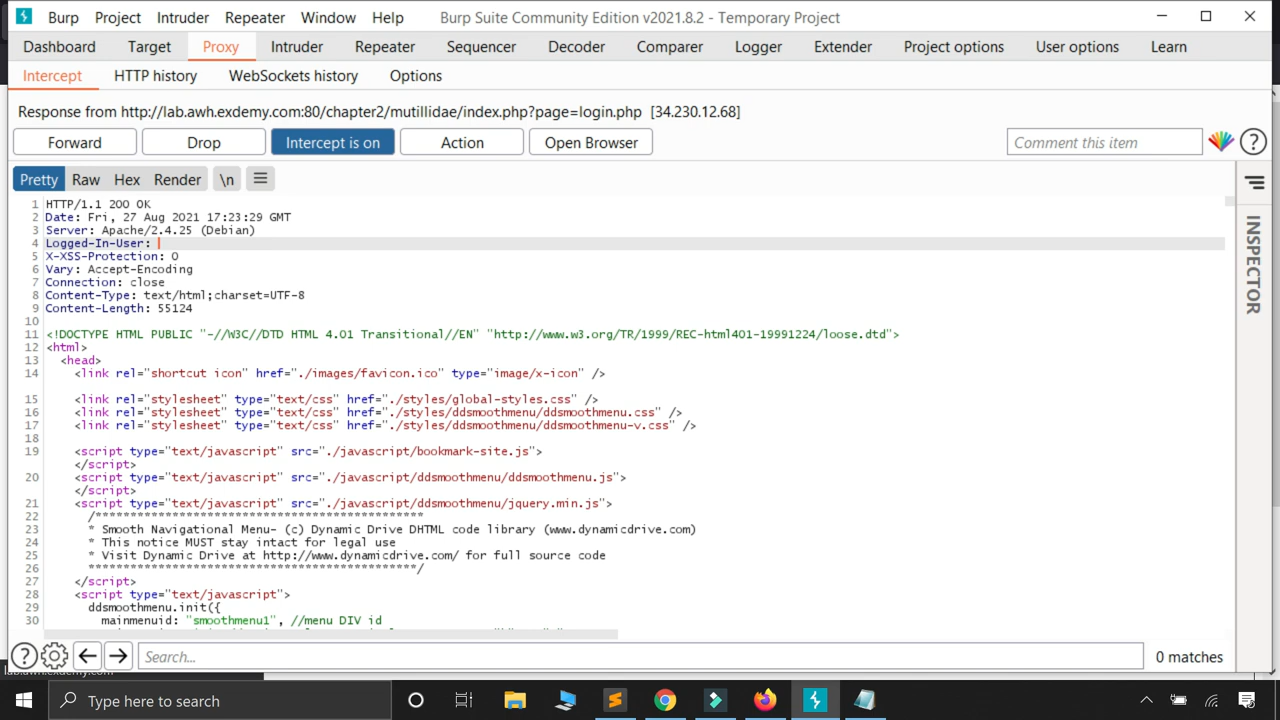 Burp Project Intruder Repeater Window Help Burp Suite Community Edition v2021.8.2 - Temporary Project
Dashboard Target Proxy Intruder Repeater Sequencer Decoder Comparer Logger Extender Project options User options Learn
Intercept HTTP history WebSockets history Options
Response from http://lab.awh.exdemy.com:80/chapter2/mutillidae/index.php?page=login.php [34.230.12.68]
Forward Drop Intercept is on Action Open Browser Comment this item ?
Pretty Raw Hex Render \n
INSPECTOR
1 HTTP/1.1 200 OK
2 Date: Fri, 27 Aug 2021 17:23:29 GMT
3 Server: Apache/2.4.25 (Debian)
4 Logged-In-User:
5 X-XSS-Protection: 0
6 Vary: Accept-Encoding
7 Connection: close
8 Content-Type: text/html;charset=UTF-8
9 Content-Length: 55124
10
11 <!DOCTYPE HTML PUBLIC "-//W3C//DTD HTML 4.01 Transitional//EN" "http://www.w3.org/TR/1999/REC-html401-19991224/loose.dtd">
12 <html>
13 <head>
14 <link rel="shortcut icon" href="./images/favicon.ico" type="image/x-icon" />
15 <link rel="stylesheet" type="text/css" href="./styles/global-styles.css" />
16 <link rel="stylesheet" type="text/css" href="./styles/ddsmoothmenu/ddsmoothmenu.css" />
17 <link rel="stylesheet" type="text/css" href="./styles/ddsmoothmenu/ddsmoothmenu-v.css" />
18
19 <script type="text/javascript" src="./javascript/bookmark-site.js">
</script>
20 <script type="text/javascript" src="./javascript/ddsmoothmenu/ddsmoothmenu.js">
</script>
21 <script type="text/javascript" src="./javascript/ddsmoothmenu/jquery.min.js">
22 /***********************************************
23 * Smooth Navigational Menu- (c) Dynamic Drive DHTML code library (www.dynamicdrive.com)
24 * This notice MUST stay intact for legal use
25 * Visit Dynamic Drive at http://www.dynamicdrive.com/ for full source code
26 ***********************************************/
27 </script>
28 <script type="text/javascript">
29 ddsmoothmenu.init({
30 mainmenuid: "smoothmenu1", //menu DIV id
? Search... 0 matches
lab.awh.exdemy.com
Type here to search